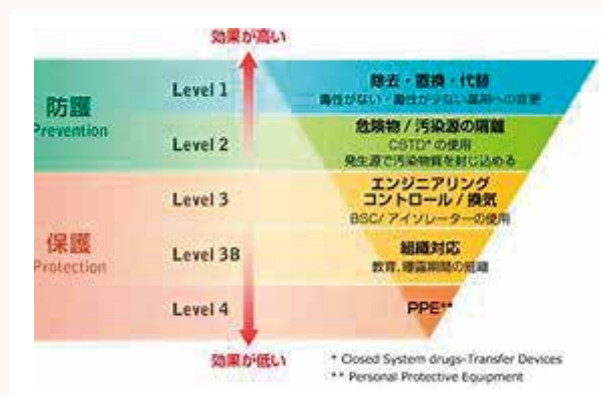 効果が高い
防護
Prevention
Level 1
除去・置換・代替
毒性がない・毒性が少ない薬剤への変更
Level 2
危険物 / 汚染源の隔離
CSTD*の使用
発生源で汚染物質を封じ込める
保護
Protection
Level 3
エンジニアリング
コントロール / 換気
BSC/アイソレーターの使用
Level 3B
組織対応
教育、曝露期間の短縮
Level 4
PPE**
効果が低い
* Closed System drugs-Transfer Devices
** Personal Protective Equipment